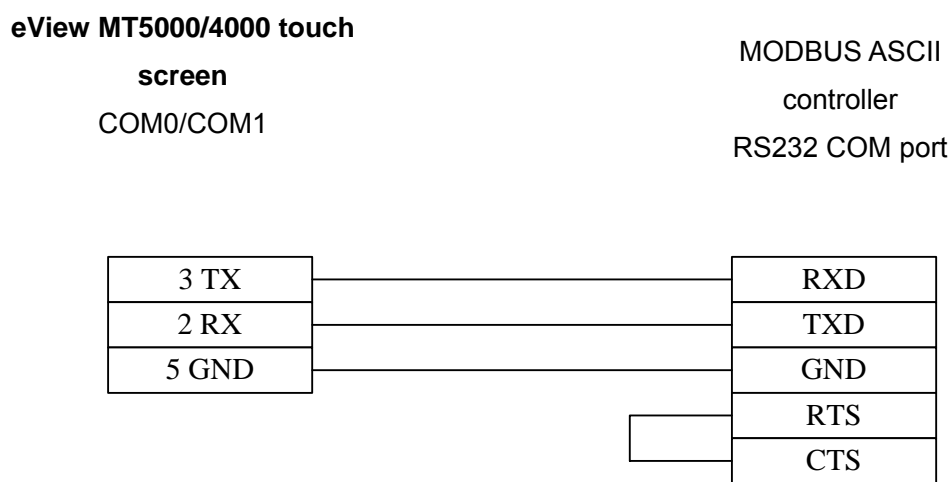 eView MT5000/4000 touch
screen
COM0/COM1
MODBUS ASCII
controller
RS232 COM port
3 TX
RXD
2 RX
TXD
5 GND
GND
RTS
CTS